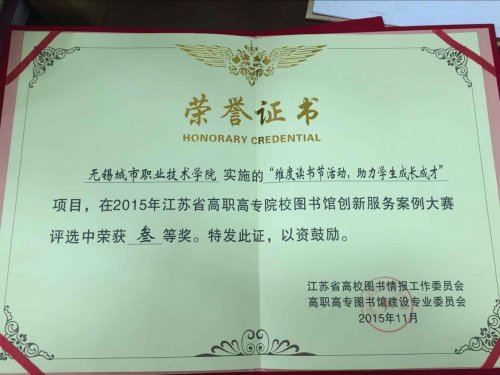 荣誉证书
HONORARY CREDENTIAL
无锡城市职业技术学院 实施的 “维度读书节活动，助力学生成长成才”
项目，在2015年江苏省高职高专院校图书馆创新服务案例大赛
评选中荣获 叁 等奖。特发此证，以资鼓励。
江苏省高校图书情报工作委员会
高职高专图书馆建设专业委员会
2015年11月